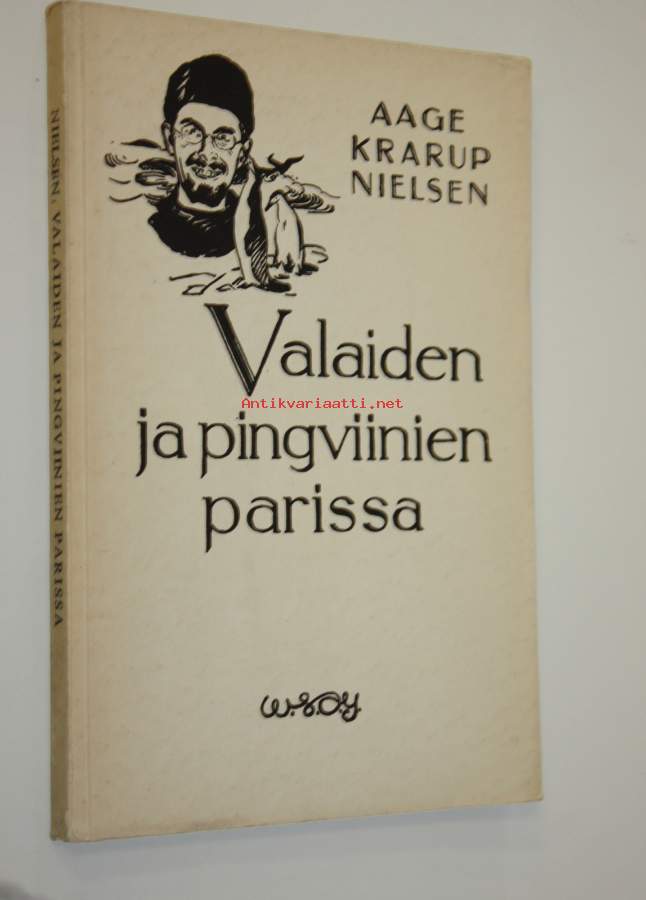 AAGE
KRARUP
NIELSEN
Valaiden
Antikvariaatti.net
ja pingviinien
parissa
W.S.O.Y.
NIELSEN, VALAIDEN JA PINGVIINIEN PARISSA